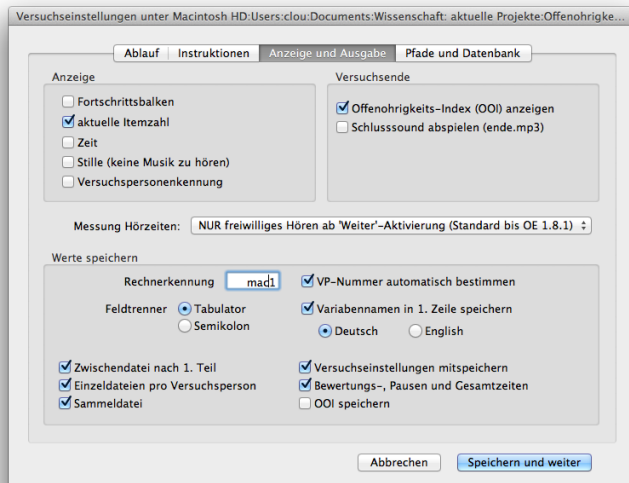 Versuchseinstellungen unter Macintosh HD:Users:clou:Documents:Wissenschaft: aktuelle Projekte:Offenohrigke...
Ablauf Instruktionen Anzeige und Ausgabe Pfade und Datenbank
Anzeige
Fortschrittsbalken
aktuelle Itemzahl
Zeit
Stille (keine Musik zu hören)
Versuchspersonenkennung
Versuchsende
Offenohrigkeits-Index (OOI) anzeigen
Schlusssound abspielen (ende.mp3)
Messung Hörzeiten: NUR freiwilliges Hören ab 'Weiter'-Aktivierung (Standard bis OE 1.8.1)
Werte speichern
Rechnerkennung mac1
VP-Nummer automatisch bestimmen
Feldtrenner Tabulator
Semikolon
Variabennamen in 1. Zeile speichern
Deutsch English
Zwischendatei nach 1. Teil
Einzeldateien pro Versuchsperson
Sammeldatei
Versuchseinstellungen mitspeichern
Bewertungs-, Pausen und Gesamtzeiten
OOI speichern
Abbrechen Speichern und weiter